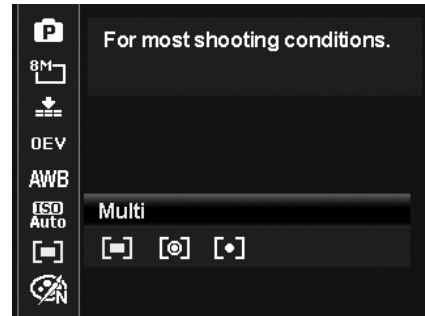 P
For most shooting conditions.
8M
0EV
AWB
ISO
Auto
Multi
N